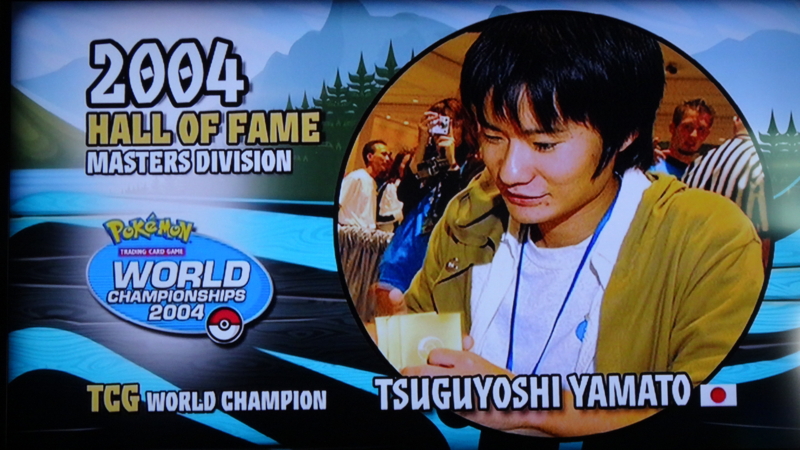 2004
HALL OF FAME
MASTERS DIVISION
POKéMON
TRADING CARD GAME
WORLD
CHAMPIONSHIPS
2004
TCG WORLD CHAMPION
TSUGUYOSHI YAMATO